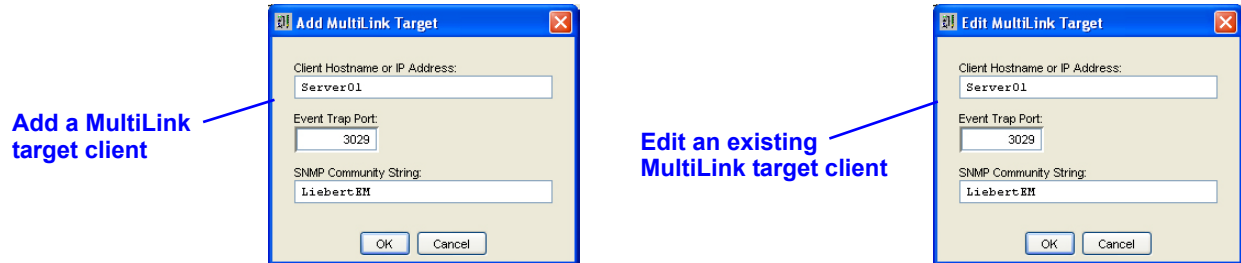 Add MultiLink Target
Client Hostname or IP Address:
Server01
Event Trap Port:
3029
SNMP Community String:
LiebertEM
OK
Cancel
Add a MultiLink
target client
Edit MultiLink Target
Client Hostname or IP Address:
Server01
Event Trap Port:
3029
SNMP Community String:
LiebertEM
OK
Cancel
Edit an existing
MultiLink target client